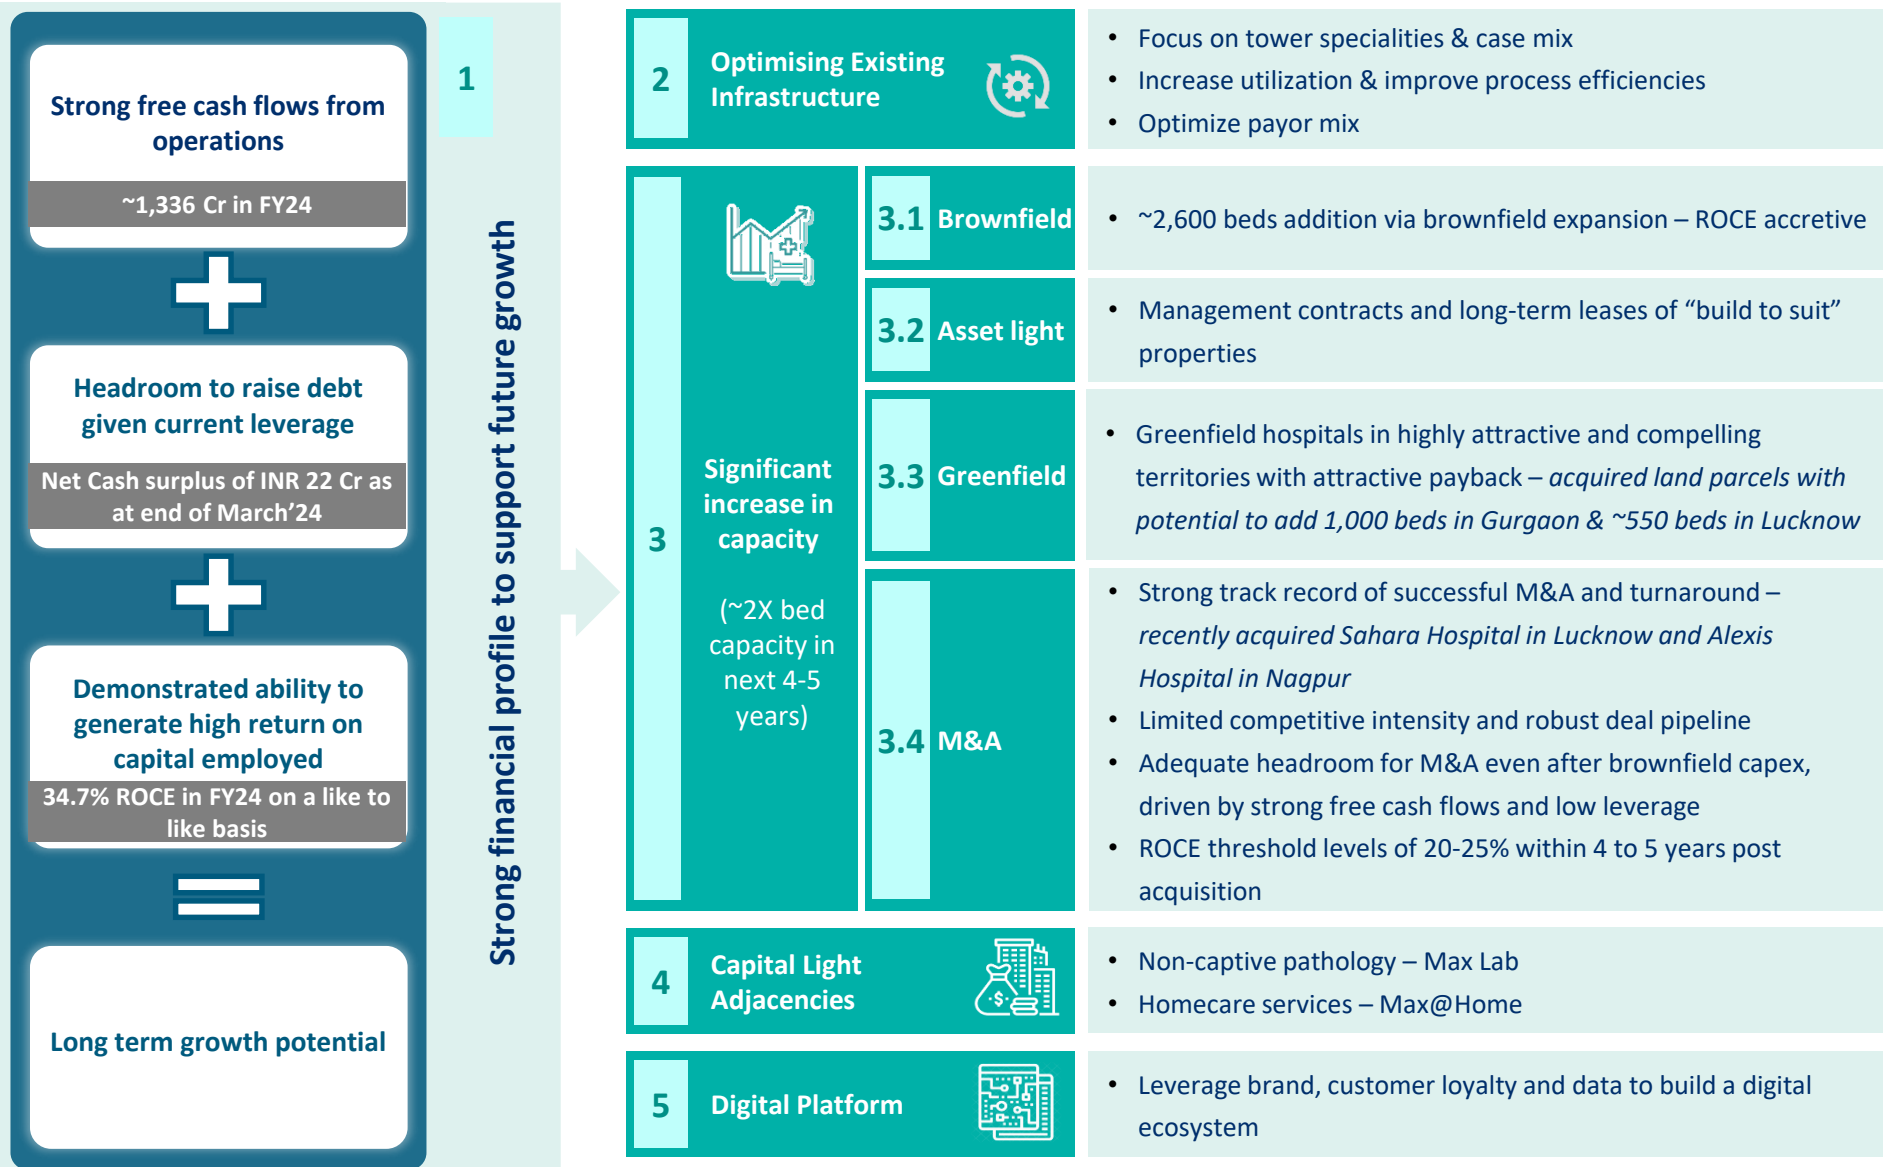 Strong free cash flows from
operations
~1,336 Cr in FY24
Headroom to raise debt
given current leverage
Net Cash surplus of INR 22 Cr as
at end of March'24
Demonstrated ability to
generate high return on
capital employed
34.7% ROCE in FY24 on a like to
like basis
Long term growth potential
1
Strong financial profile to support future growth
2
Optimising Existing
Infrastructure
• Focus on tower specialities & case mix
• Increase utilization & improve process efficiencies
• Optimize payor mix
3
Significant
increase in
capacity
(~2X bed
capacity in
next 4-5
years)
3.1 Brownfield
• ~2,600 beds addition via brownfield expansion – ROCE accretive
3.2 Asset light
• Management contracts and long-term leases of “build to suit”
properties
3.3 Greenfield
• Greenfield hospitals in highly attractive and compelling
territories with attractive payback – acquired land parcels with
potential to add 1,000 beds in Gurgaon & ~550 beds in Lucknow
3.4 M&A
• Strong track record of successful M&A and turnaround –
recently acquired Sahara Hospital in Lucknow and Alexis
Hospital in Nagpur
• Limited competitive intensity and robust deal pipeline
• Adequate headroom for M&A even after brownfield capex,
driven by strong free cash flows and low leverage
• ROCE threshold levels of 20-25% within 4 to 5 years post
acquisition
4
Capital Light
Adjacencies
$
• Non-captive pathology – Max Lab
• Homecare services – Max@Home
5
Digital Platform
• Leverage brand, customer loyalty and data to build a digital
ecosystem